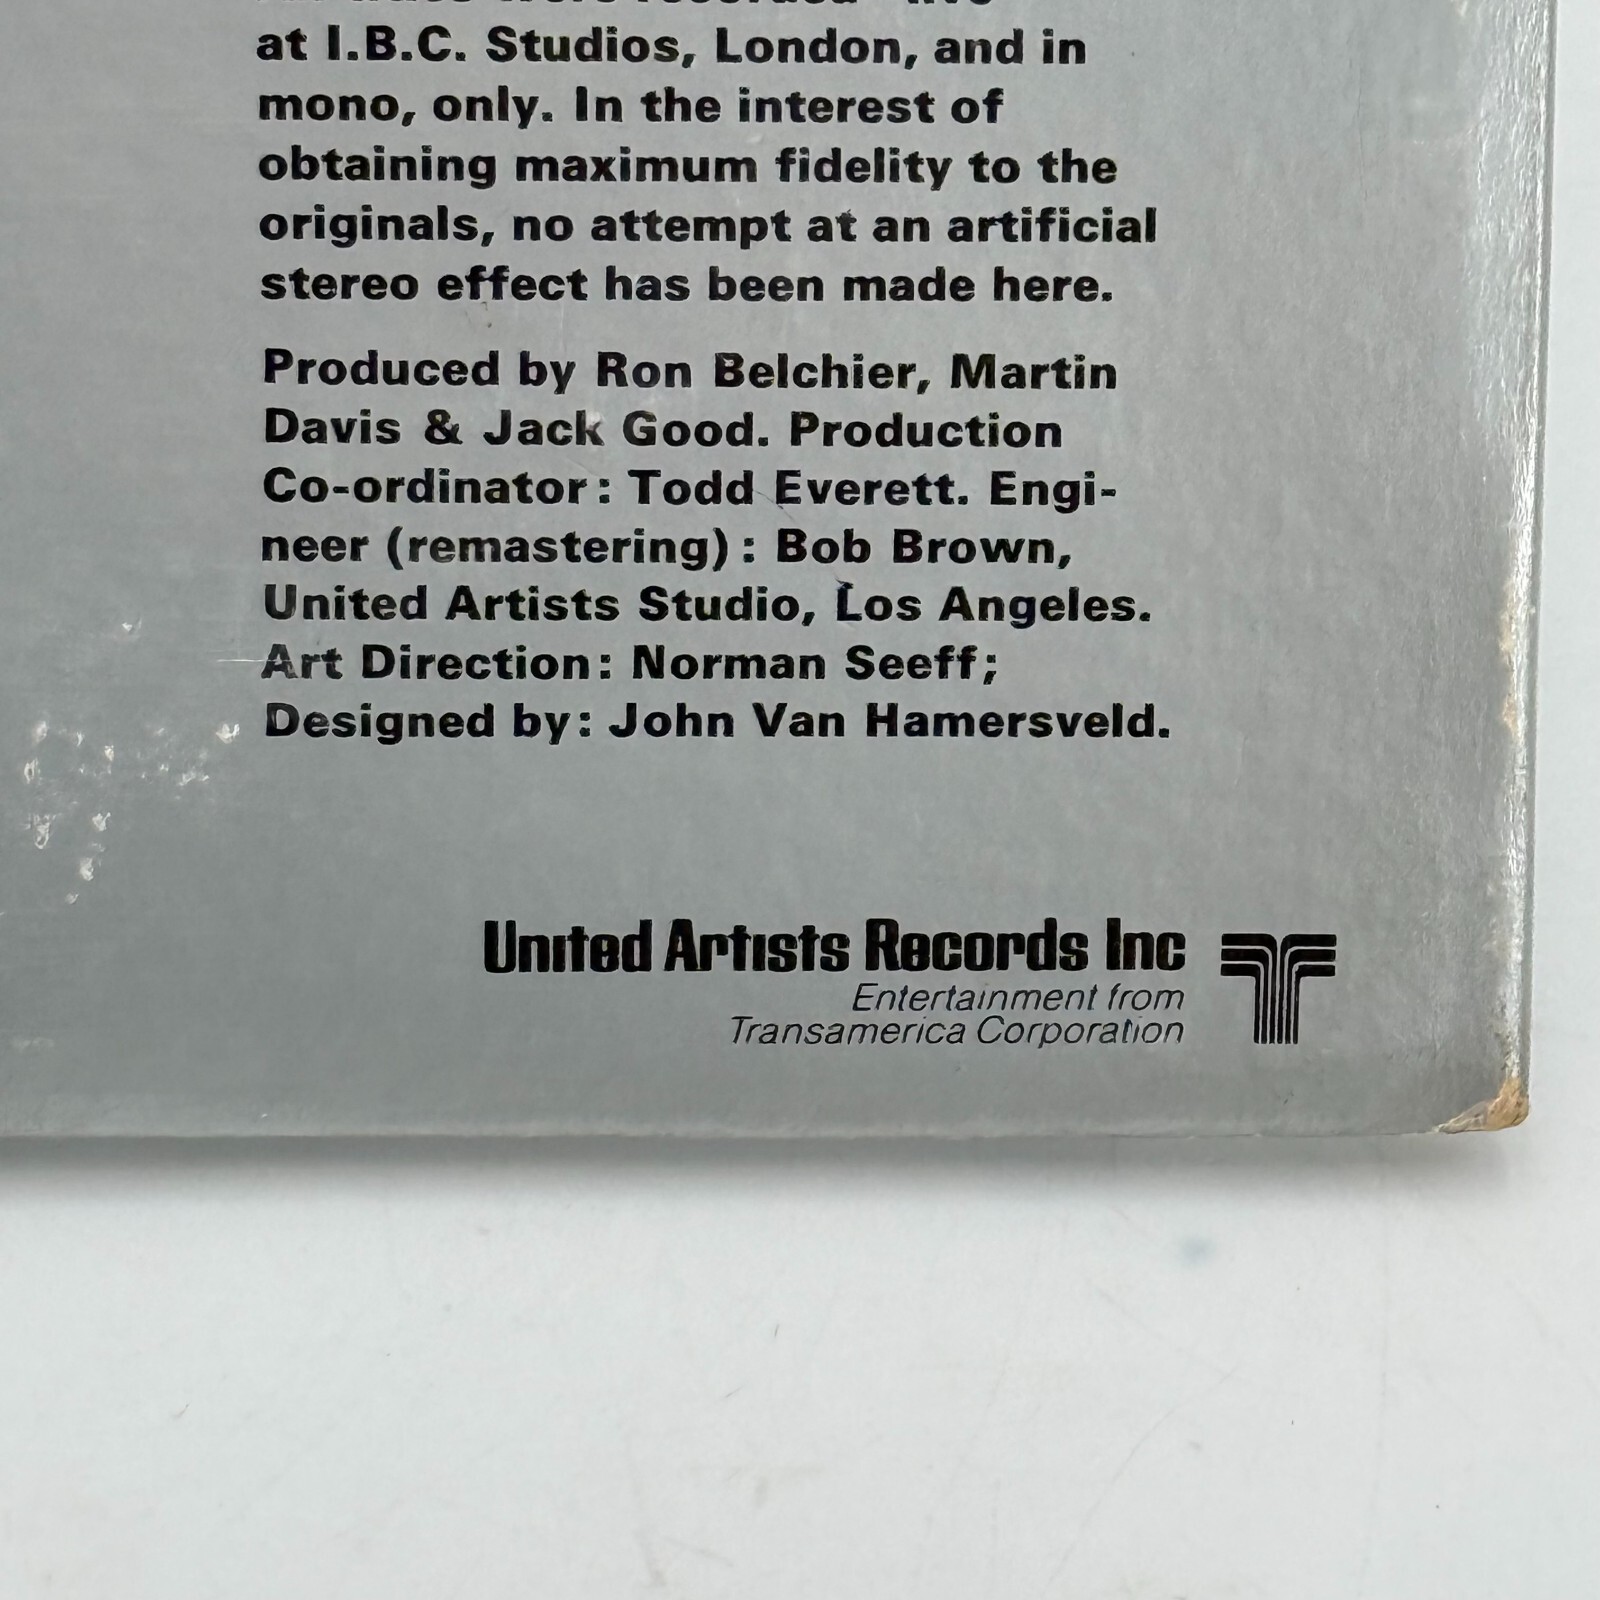 at I.B.C. Studios, London, and in
mono, only. In the interest of
obtaining maximum fidelity to the
originals, no attempt at an artificial
stereo effect has been made here.
Produced by Ron Belchier, Martin
Davis & Jack Good. Production
Co-ordinator: Todd Everett. Engi-
neer (remastering): Bob Brown,
United Artists Studio, Los Angeles.
Art Direction: Norman Seeff;
Designed by: John Van Hamersveld.
United Artists Records Inc
Entertainment from
Transamerica Corporation